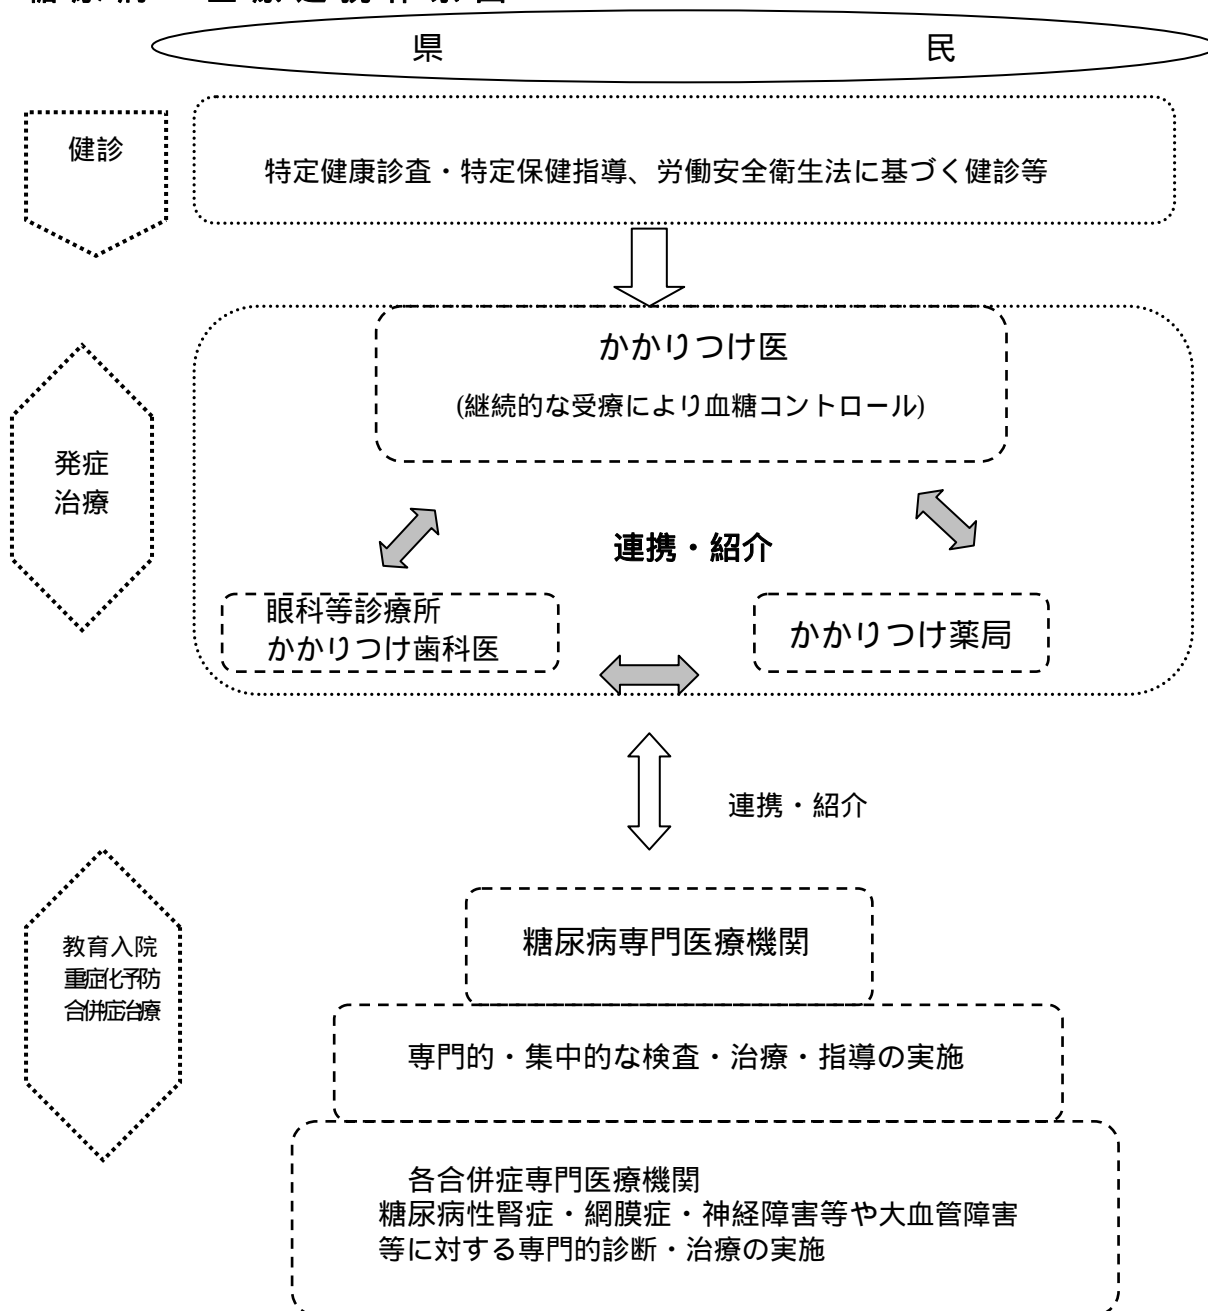 県 民
健診
特定健康診査・特定保健指導、労働安全衛生法に基づく健診等
かかりつけ医
(継続的な受療により血糖コントロール)
発症
治療
連携・紹介
眼科等診療所
かかりつけ歯科医
かかりつけ薬局
連携・紹介
糖尿病専門医療機関
教育入院
重症化予防
合併症治療
専門的・集中的な検査・治療・指導の実施
各合併症専門医療機関
糖尿病性腎症・網膜症・神経障害等や大血管障害
等に対する専門的診断・治療の実施